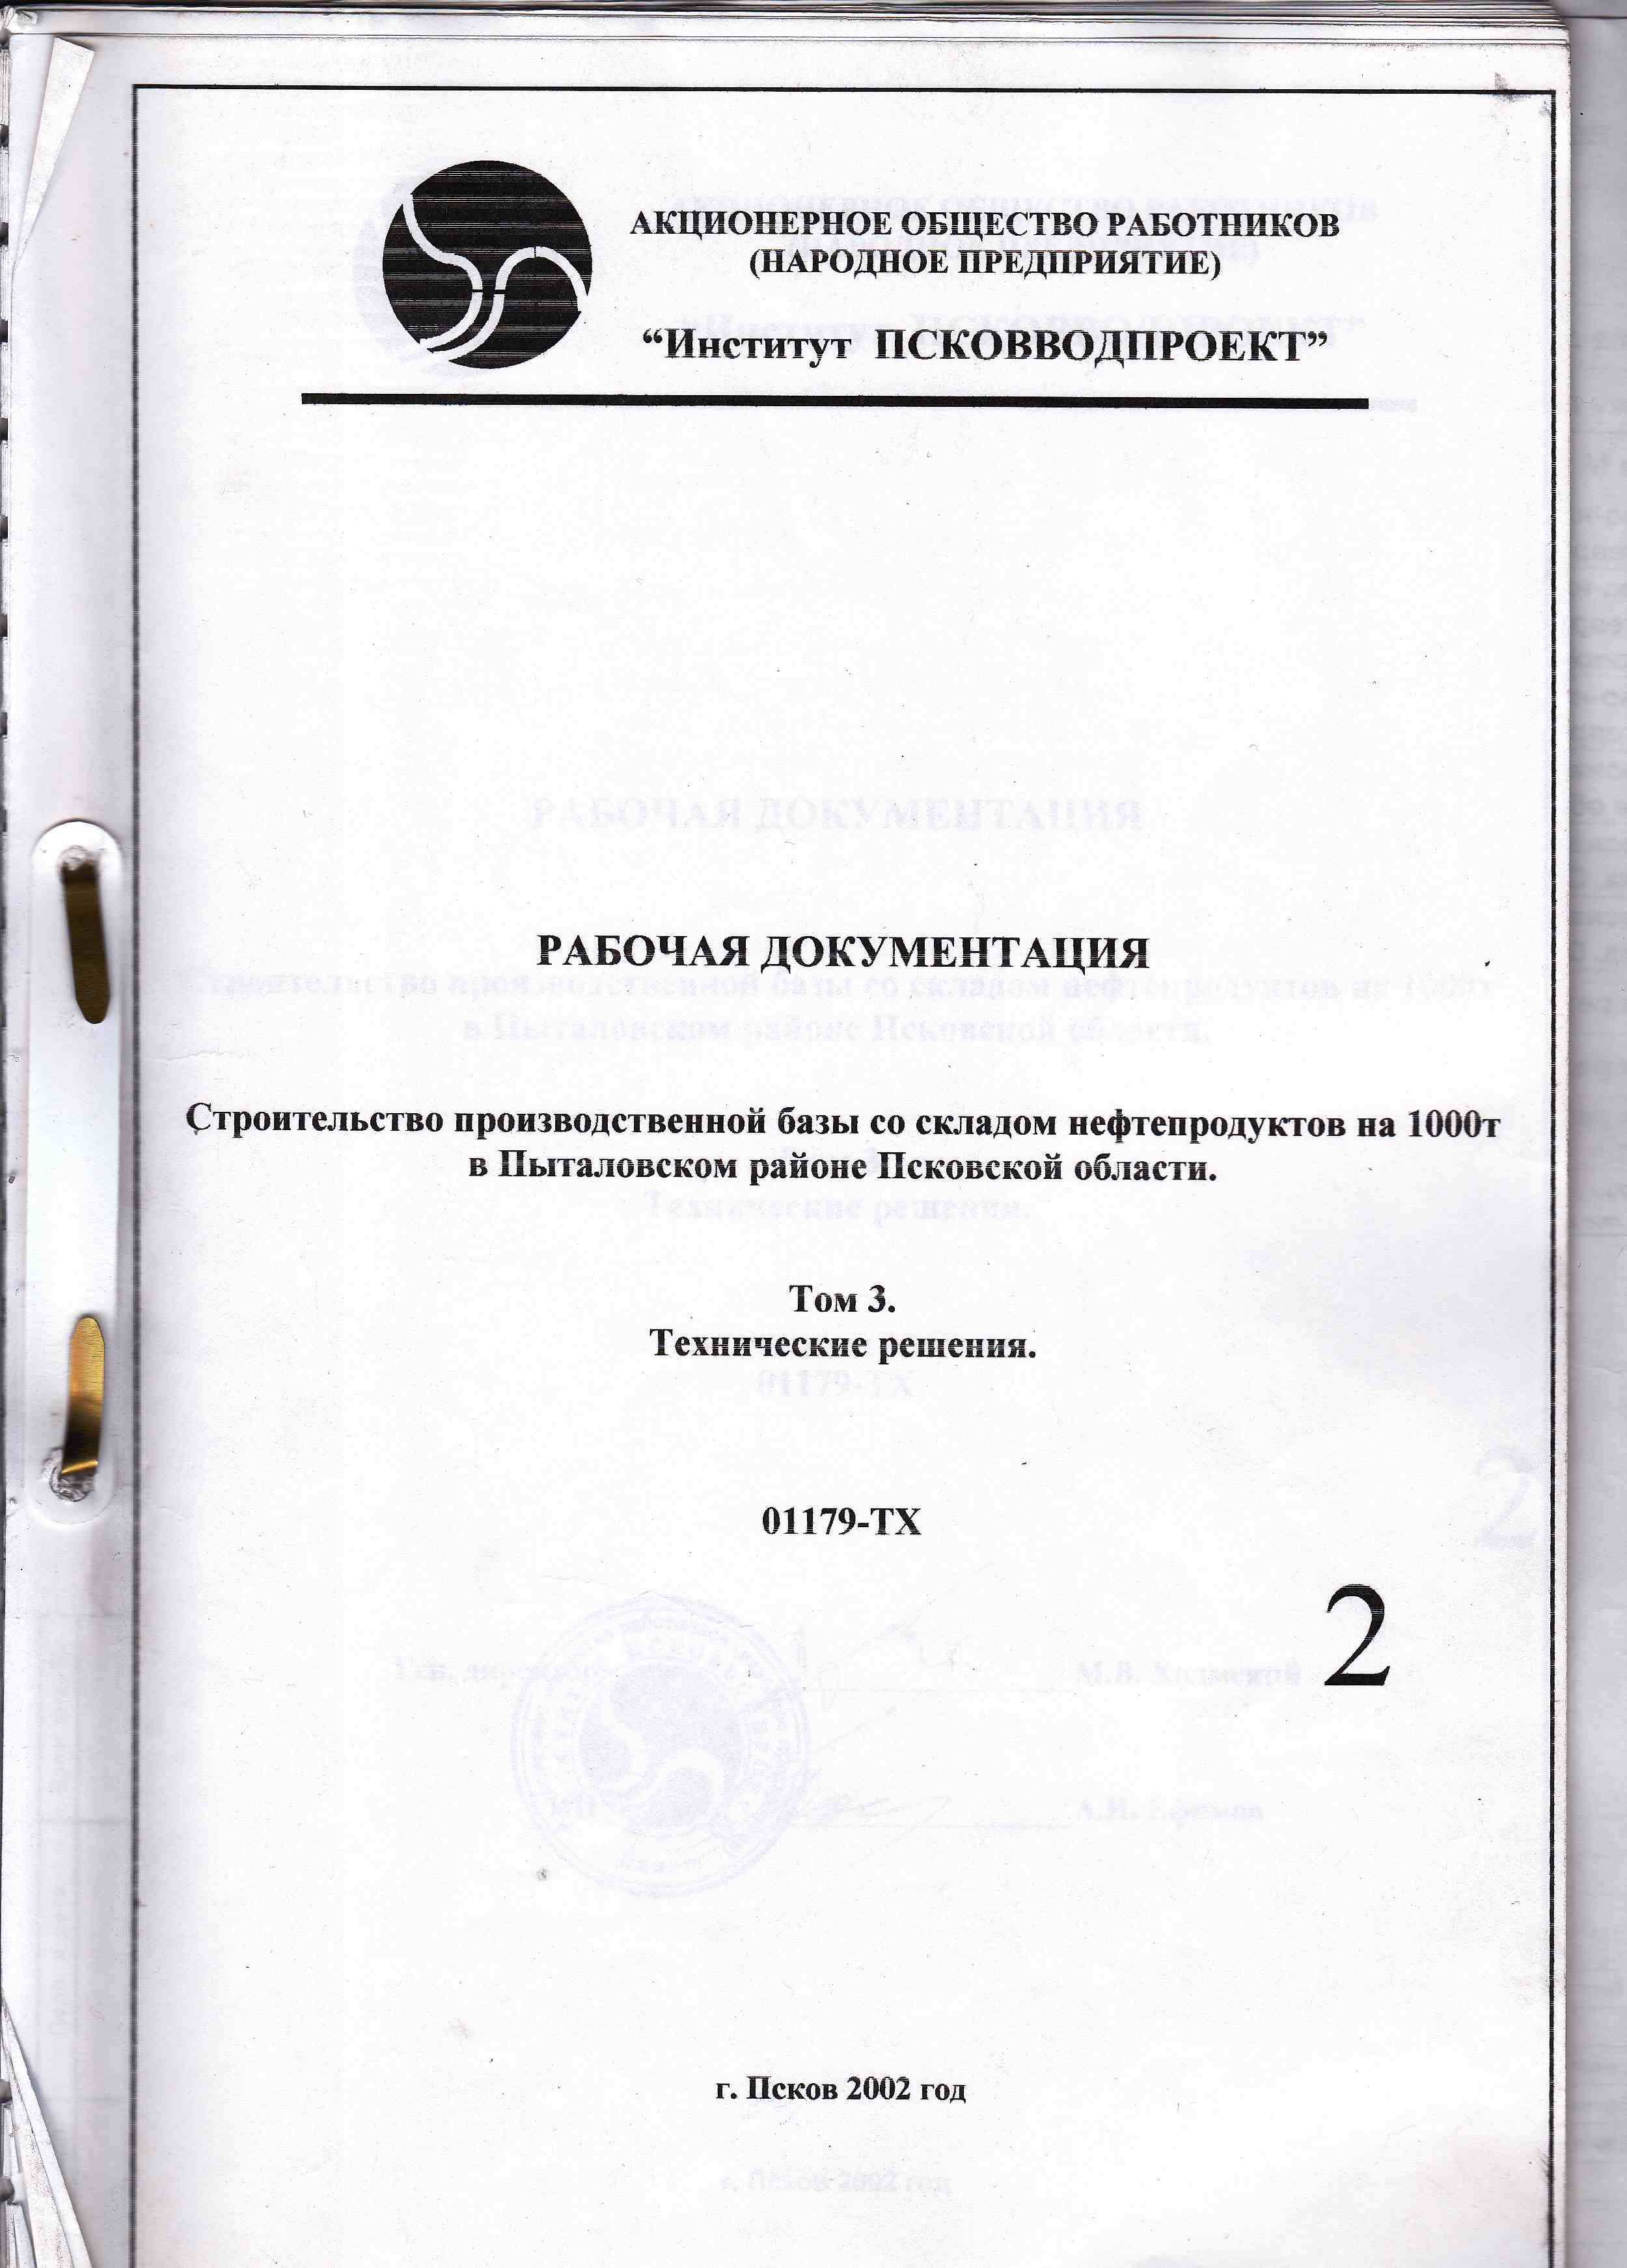 АКЦИОНЕРНОЕ ОБЩЕСТВО РАБОТНИКОВ
(НАРОДНОЕ ПРЕДПРИЯТИЕ)
“Институт ПСКОВВОДПРОЕКТ”
РАБОЧАЯ ДОКУМЕНТАЦИЯ
Строительство производственной базы со складом нефтепродуктов на 1000т
в Пыталовском районе Псковской области.
Том 3.
Технические решения.
01179-ТХ
2
г. Псков 2002 год